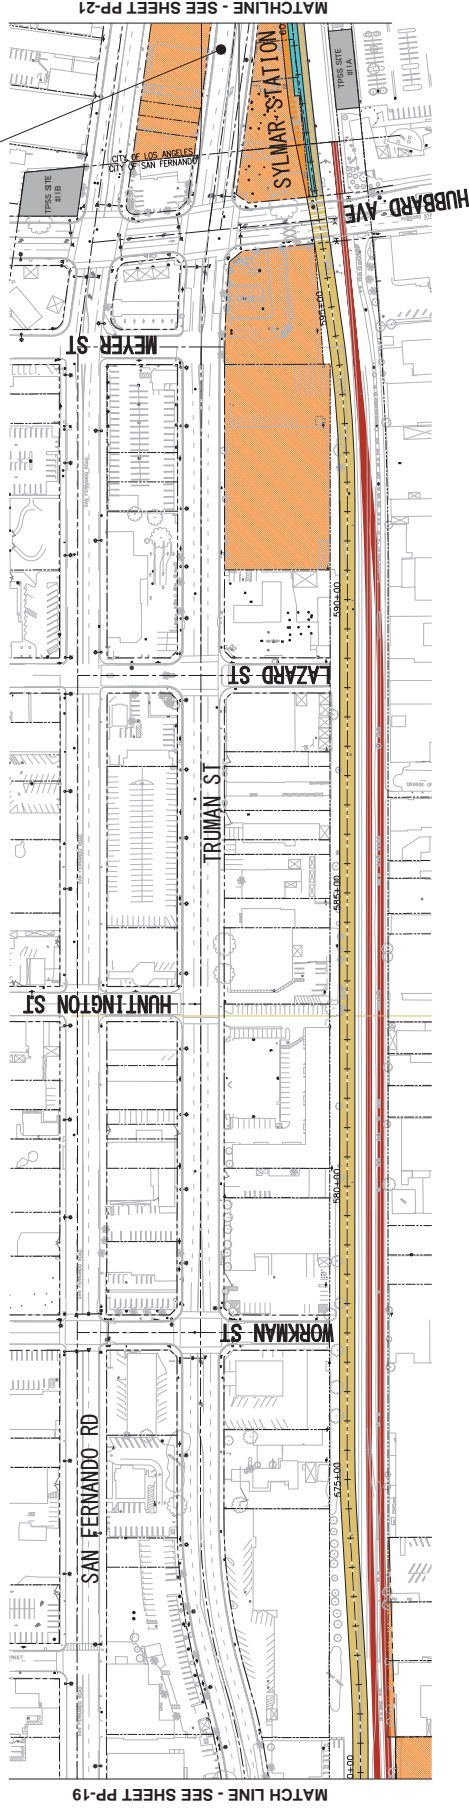 MATCHLINE - SEE SHEET PP-21
SYLMAR STATION
TPSS SITE
#11A
CITY OF LOS ANGELES
CITY OF SAN FERNANDO
TPSS SITE
#11B
HUBBARD AVE
595+00
MEYER ST
590+00
LAZARD ST
TRUMAN ST
585+00
HUNTINGTON ST
580+00
WORKMAN ST
575+00
SAN FERNANDO RD
MATCH LINE - SEE SHEET PP-19